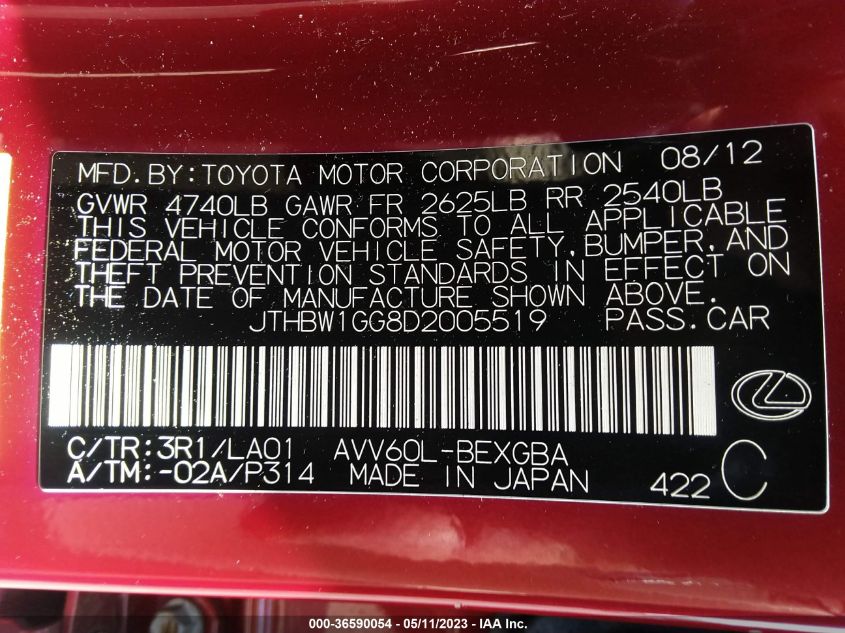 MFD.BY:TOYOTA MOTOR CORPORATION 08/12
GVWR 4740LB GAWR FR 2625LB RR 2540LB
THIS VEHICLE CONFORMS TO ALL APPLICABLE
FEDERAL MOTOR VEHICLE SAFETY,BUMPER,AND
THEFT PREVENTION STANDARDS IN EFFECT ON
THE DATE OF MANUFACTURE SHOWN ABOVE.
JTHBW1GG8D2005519 PASS.CAR
C/TR:3R1/LA01 AVV60L-BEXGBA
A/TM:-02A/P314 MADE IN JAPAN 422 C
000-36590054 - 05/11/2023 - IAA Inc.